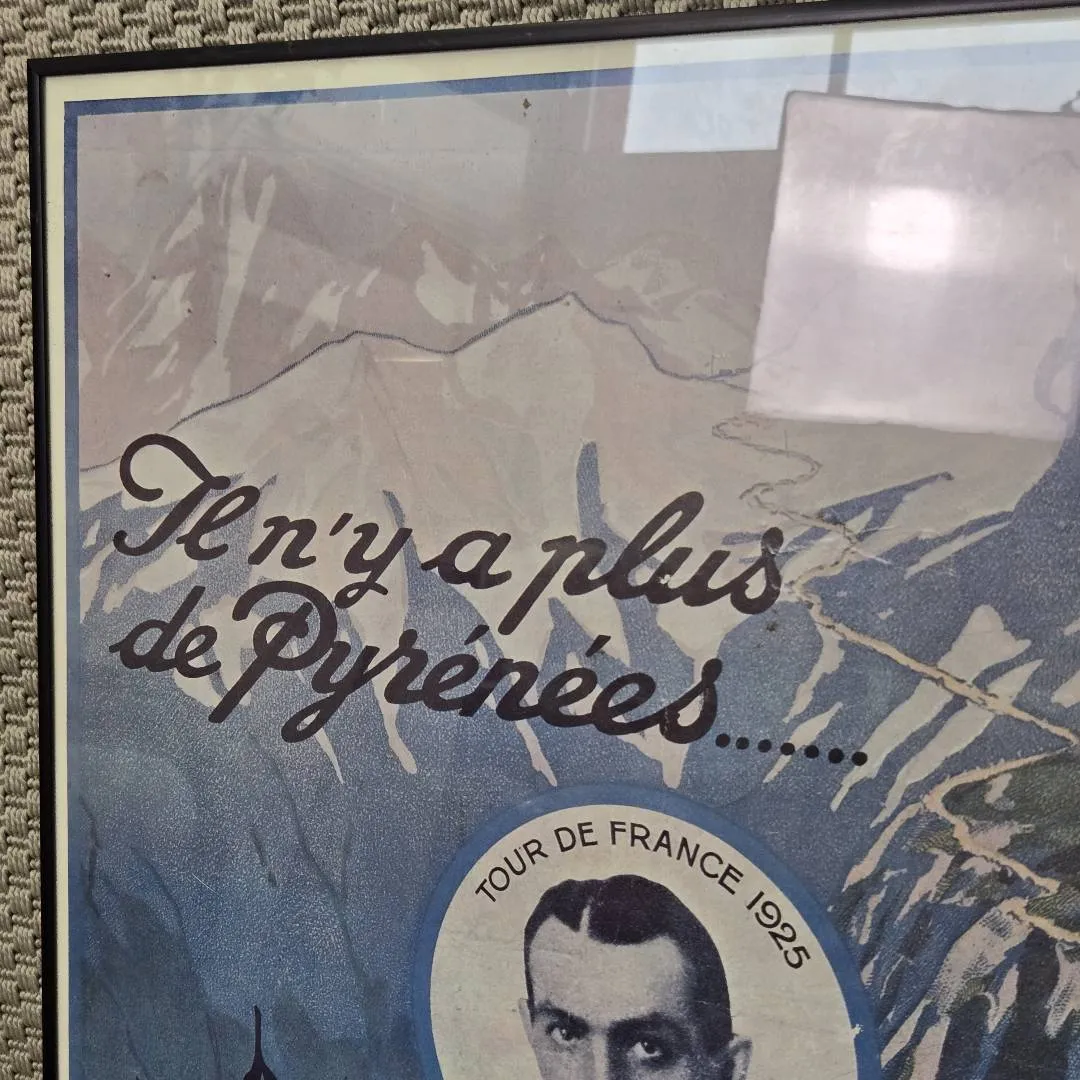 Il n'y a plus
de Pyrénées.......
TOUR DE FRANCE 1925